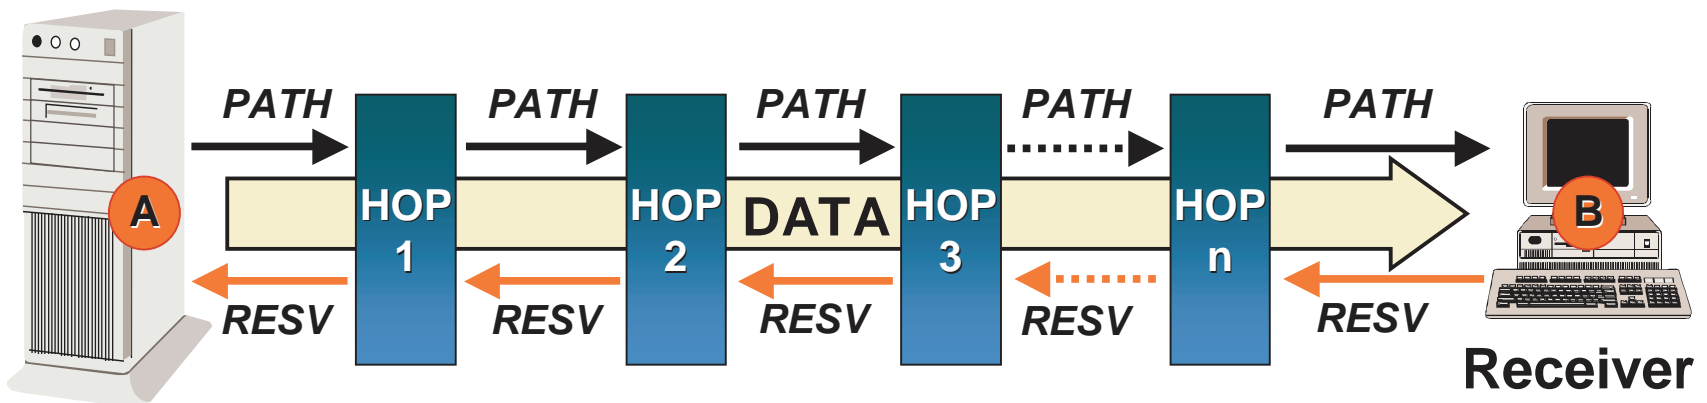 PATH PATH PATH PATH PATH
A HOP 1 HOP 2 DATA HOP 3 HOP n B
RESV RESV RESV RESV RESV
Receiver